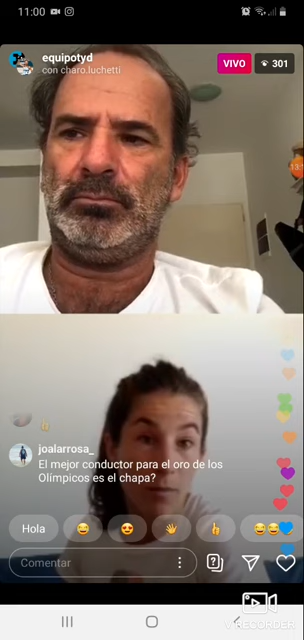 11:00
equipotyd
con charo.luchetti
VIVO
301
joalarrosa_
El mejor conductor para el oro de los
Olímpicos es el chapa?
Hola
Comentar
RECORDER